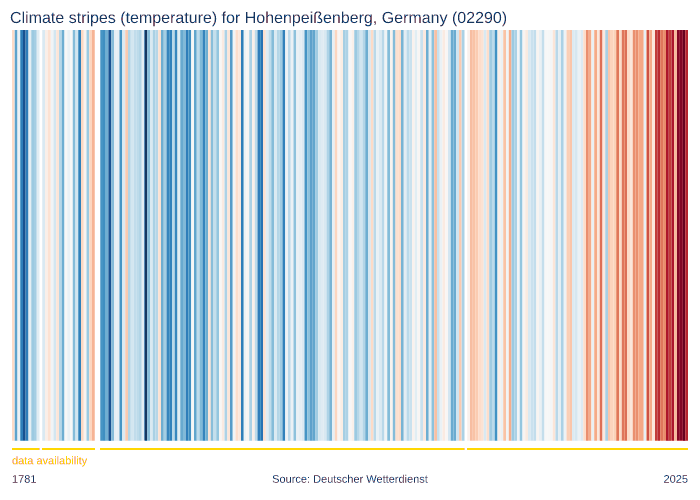 Climate stripes (temperature) for Hohenpeißenberg, Germany (02290)
data availability
1781 Source: Deutscher Wetterdienst 2025